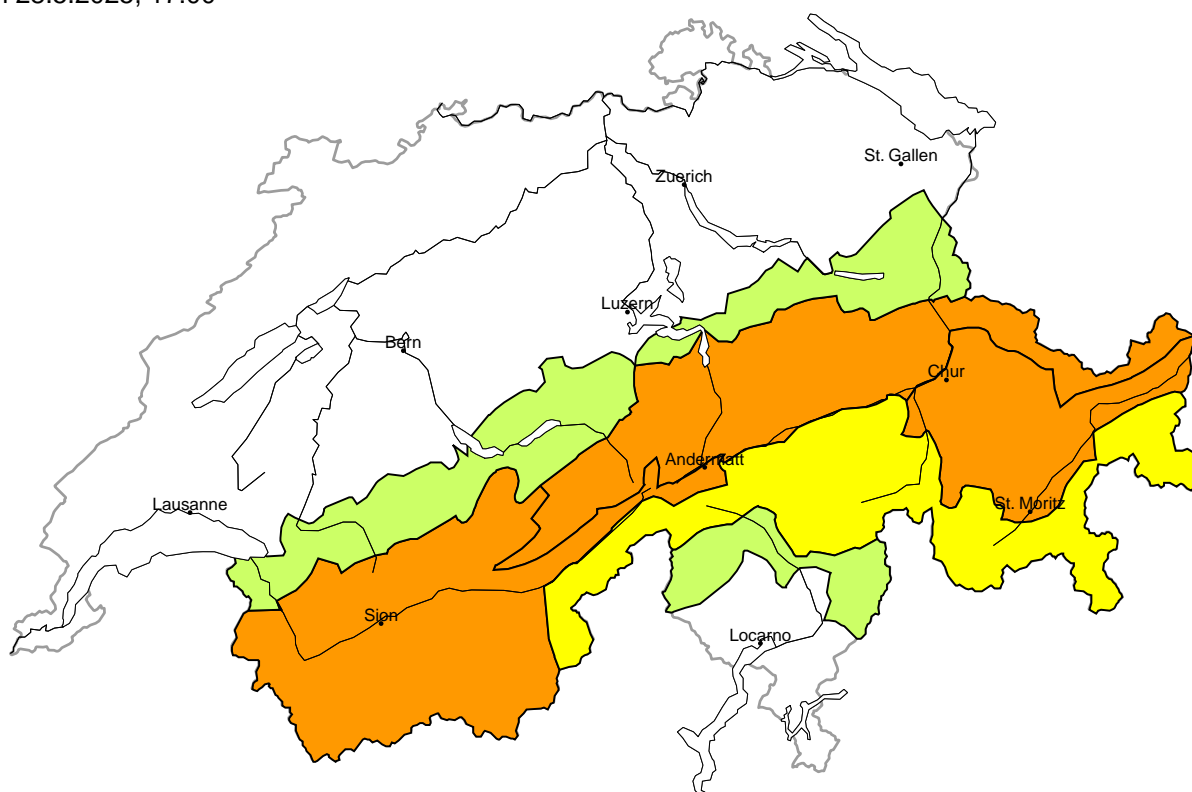 St. Gallen
Zuerich
Luzern
Bern
Chur
Andermatt
Lausanne
St. Moritz
Sion
Locarno